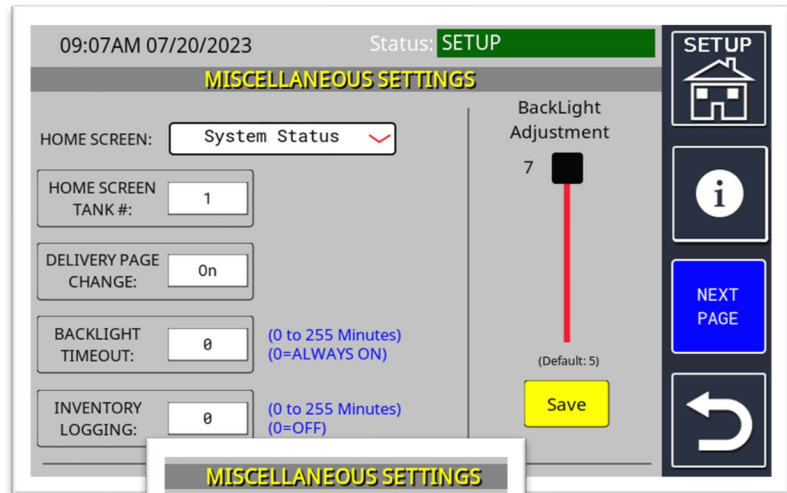 09:07AM 07/20/2023 Status: SETUP
MISCELLANEOUS SETTINGS
HOME SCREEN: System Status
HOME SCREEN
TANK #: 1
DELIVERY PAGE
CHANGE: On
BACKLIGHT
TIMEOUT: 0
(0 to 255 Minutes)
(0=ALWAYS ON)
INVENTORY
LOGGING: 0
(0 to 255 Minutes)
(0=OFF)
BackLight
Adjustment
7
(Default: 5)
Save
SETUP
i
NEXT
PAGE
MISCELLANEOUS SETTINGS